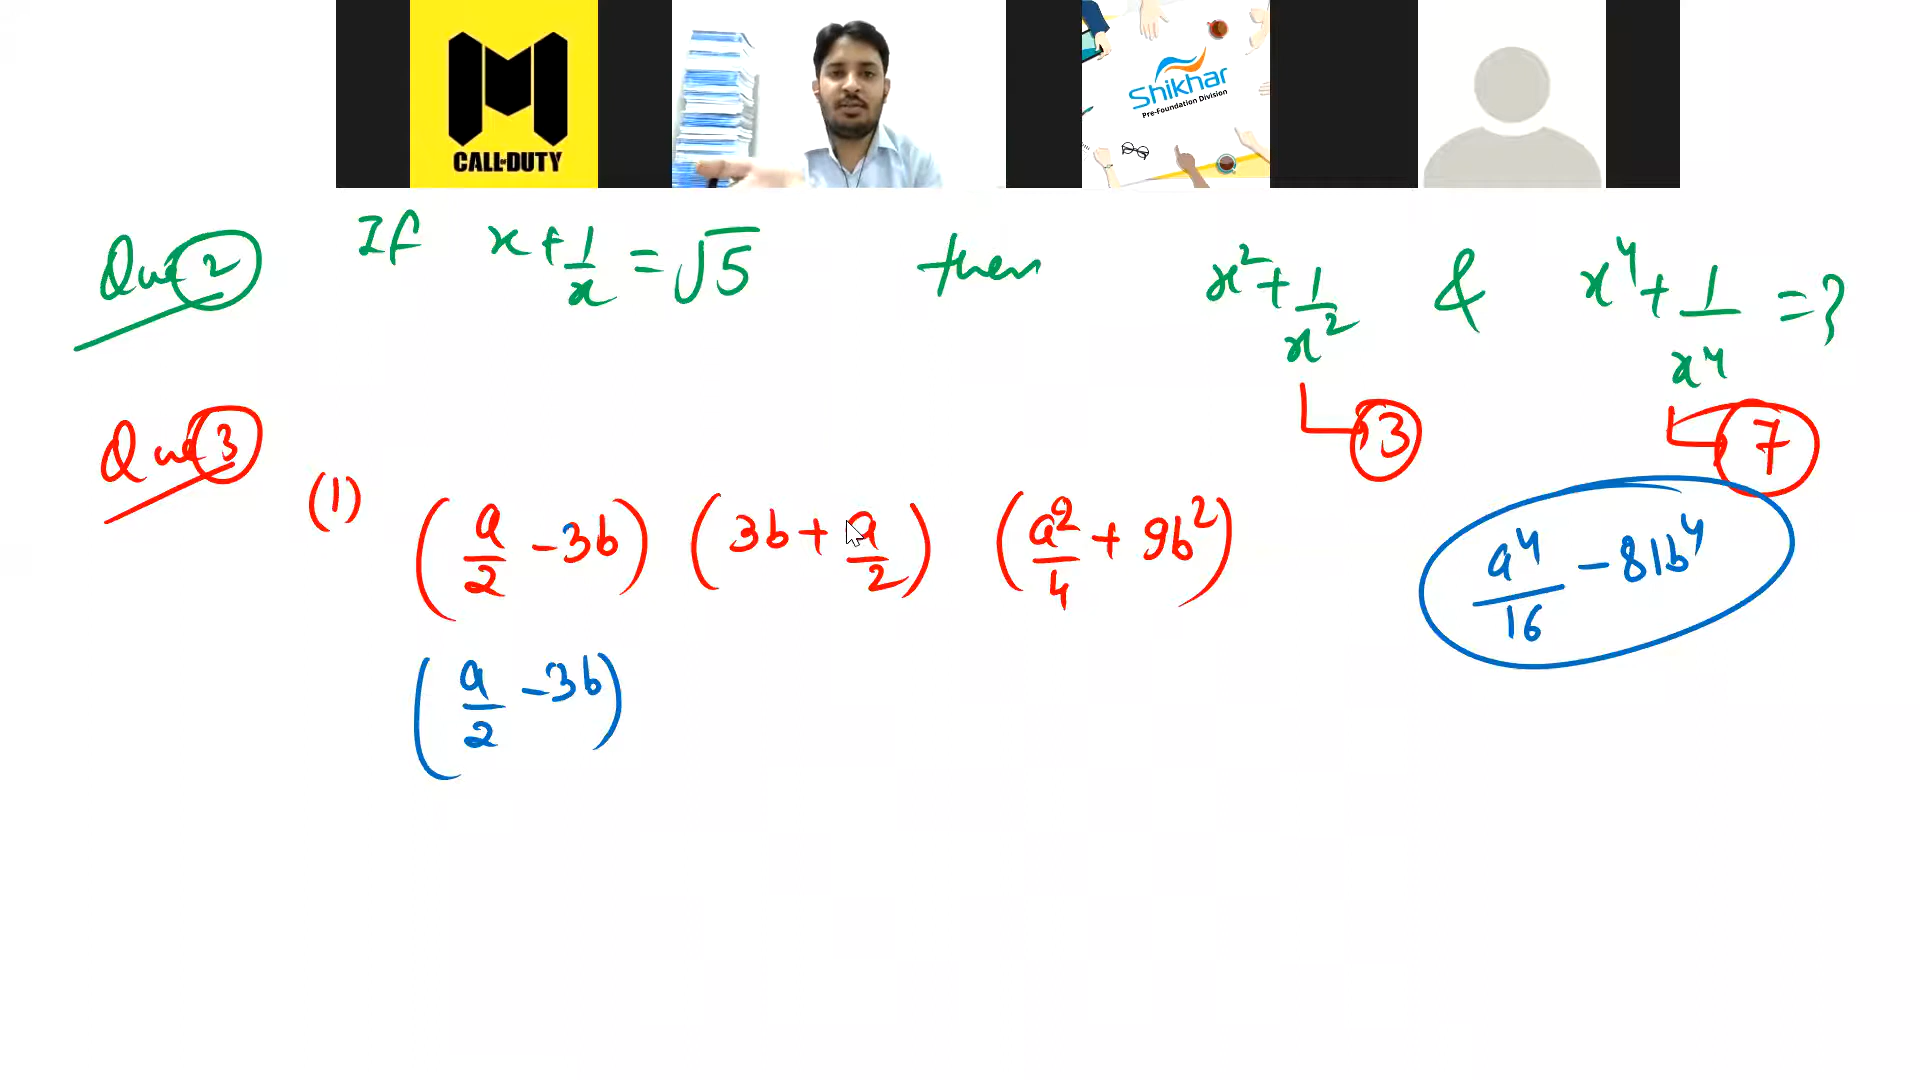 CALL OF DUTY
Shikhar
Pre-Foundation Division
Que 2 If x + 1/x = √5 then x² + 1/x² & x⁴ + 1/x⁴ = ?
3 7
Que 3
(1) (a/2 - 3b) (3b + a/2) (a²/4 + 9b²)
a⁴/16 - 81b⁴
(a/2 - 3b)